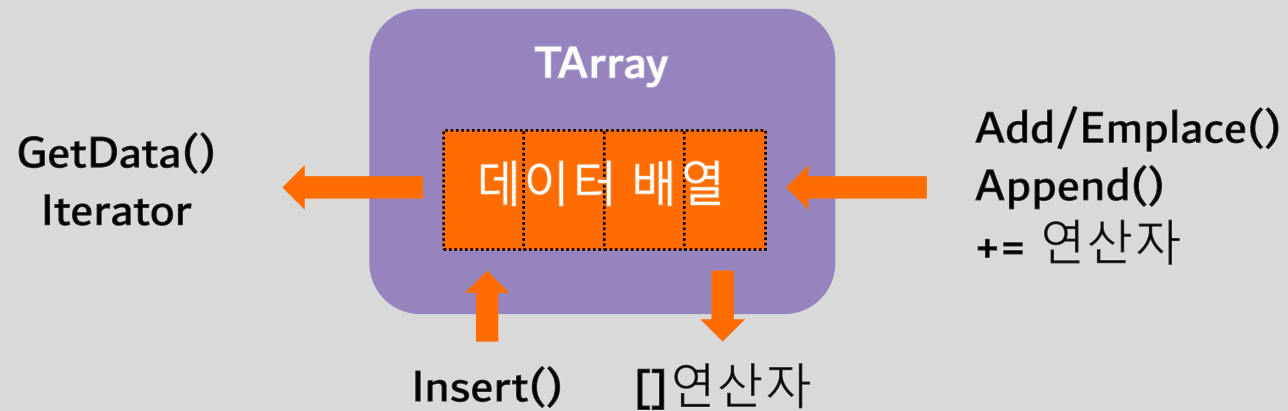 TArray
GetData()
Iterator
데이터 배열
Add/Emplace()
Append()
+= 연산자
Insert()
[]연산자